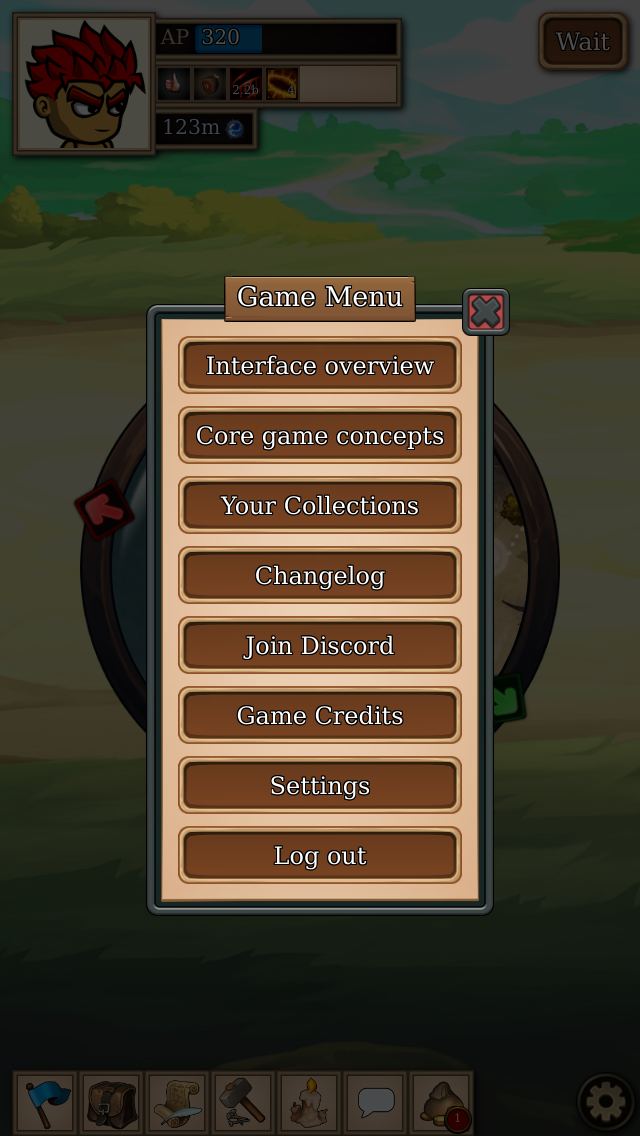 AP 320
Wait
2.2b
4
123m
Game Menu
Interface overview
Core game concepts
Your Collections
Changelog
Join Discord
Game Credits
Settings
Log out
1